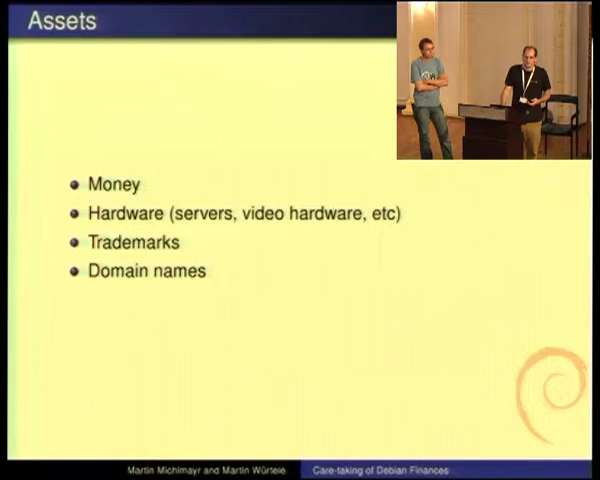 Assets
Money
Hardware (servers, video hardware, etc)
Trademarks
Domain names
Martin Michlmayr and Martin Würtele
Care-taking of Debian Finances